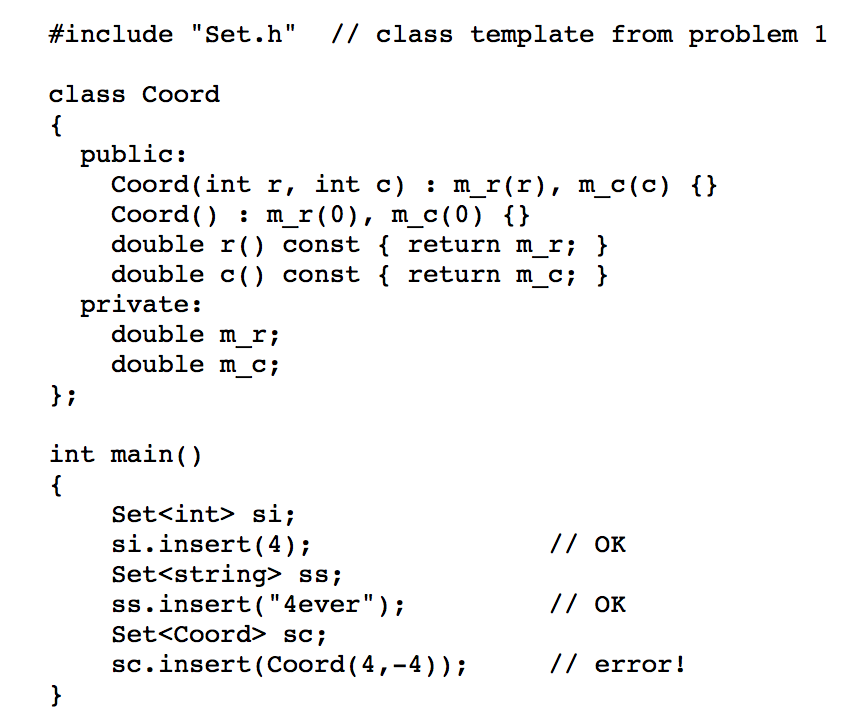 #include "Set.h"  // class template from problem 1

class Coord
{
  public:
    Coord(int r, int c) : m_r(r), m_c(c) {}
    Coord() : m_r(0), m_c(0) {}
    double r() const { return m_r; }
    double c() const { return m_c; }
  private:
    double m_r;
    double m_c;
};

int main()
{
    Set<int> si;
    si.insert(4);               // OK
    Set<string> ss;
    ss.insert("4ever");         // OK
    Set<Coord> sc;
    sc.insert(Coord(4,-4));     // error!
}